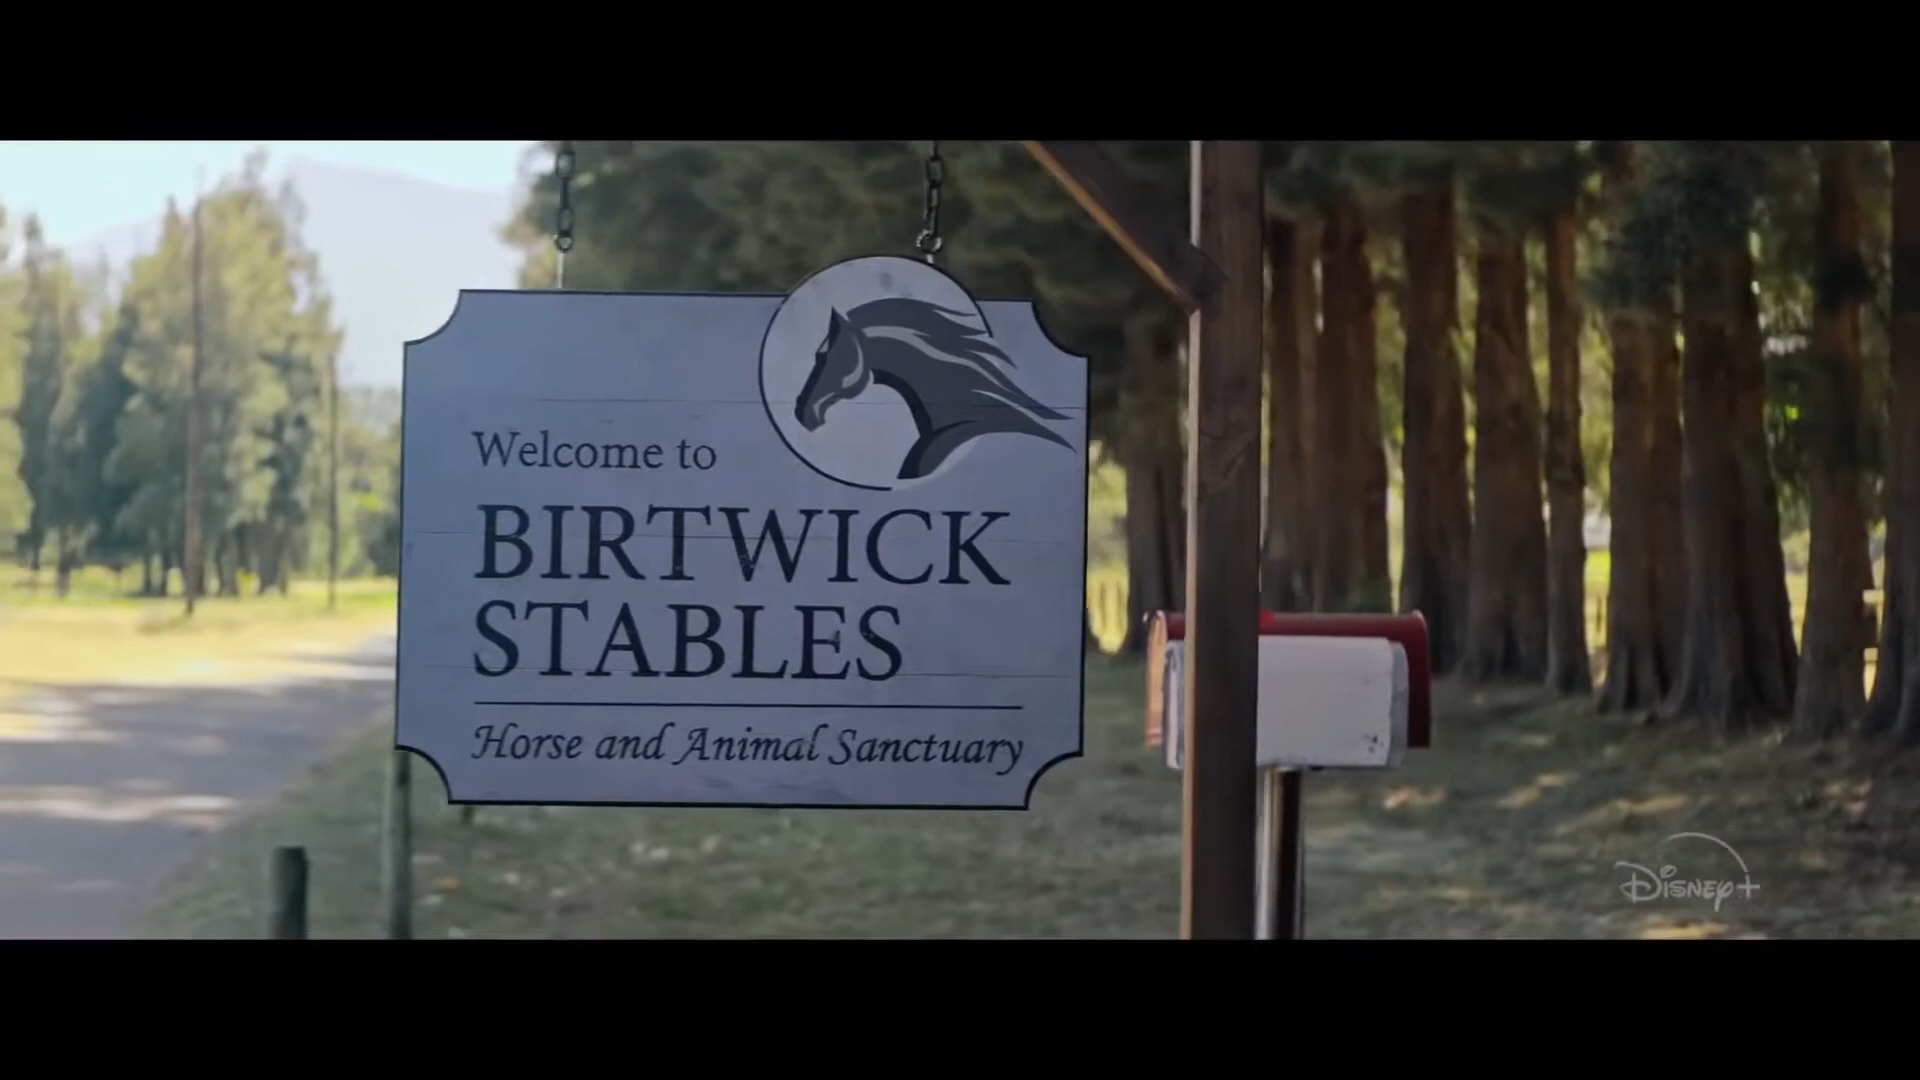 Welcome to
BIRTWICK
STABLES
Horse and Animal Sanctuary
Disney+